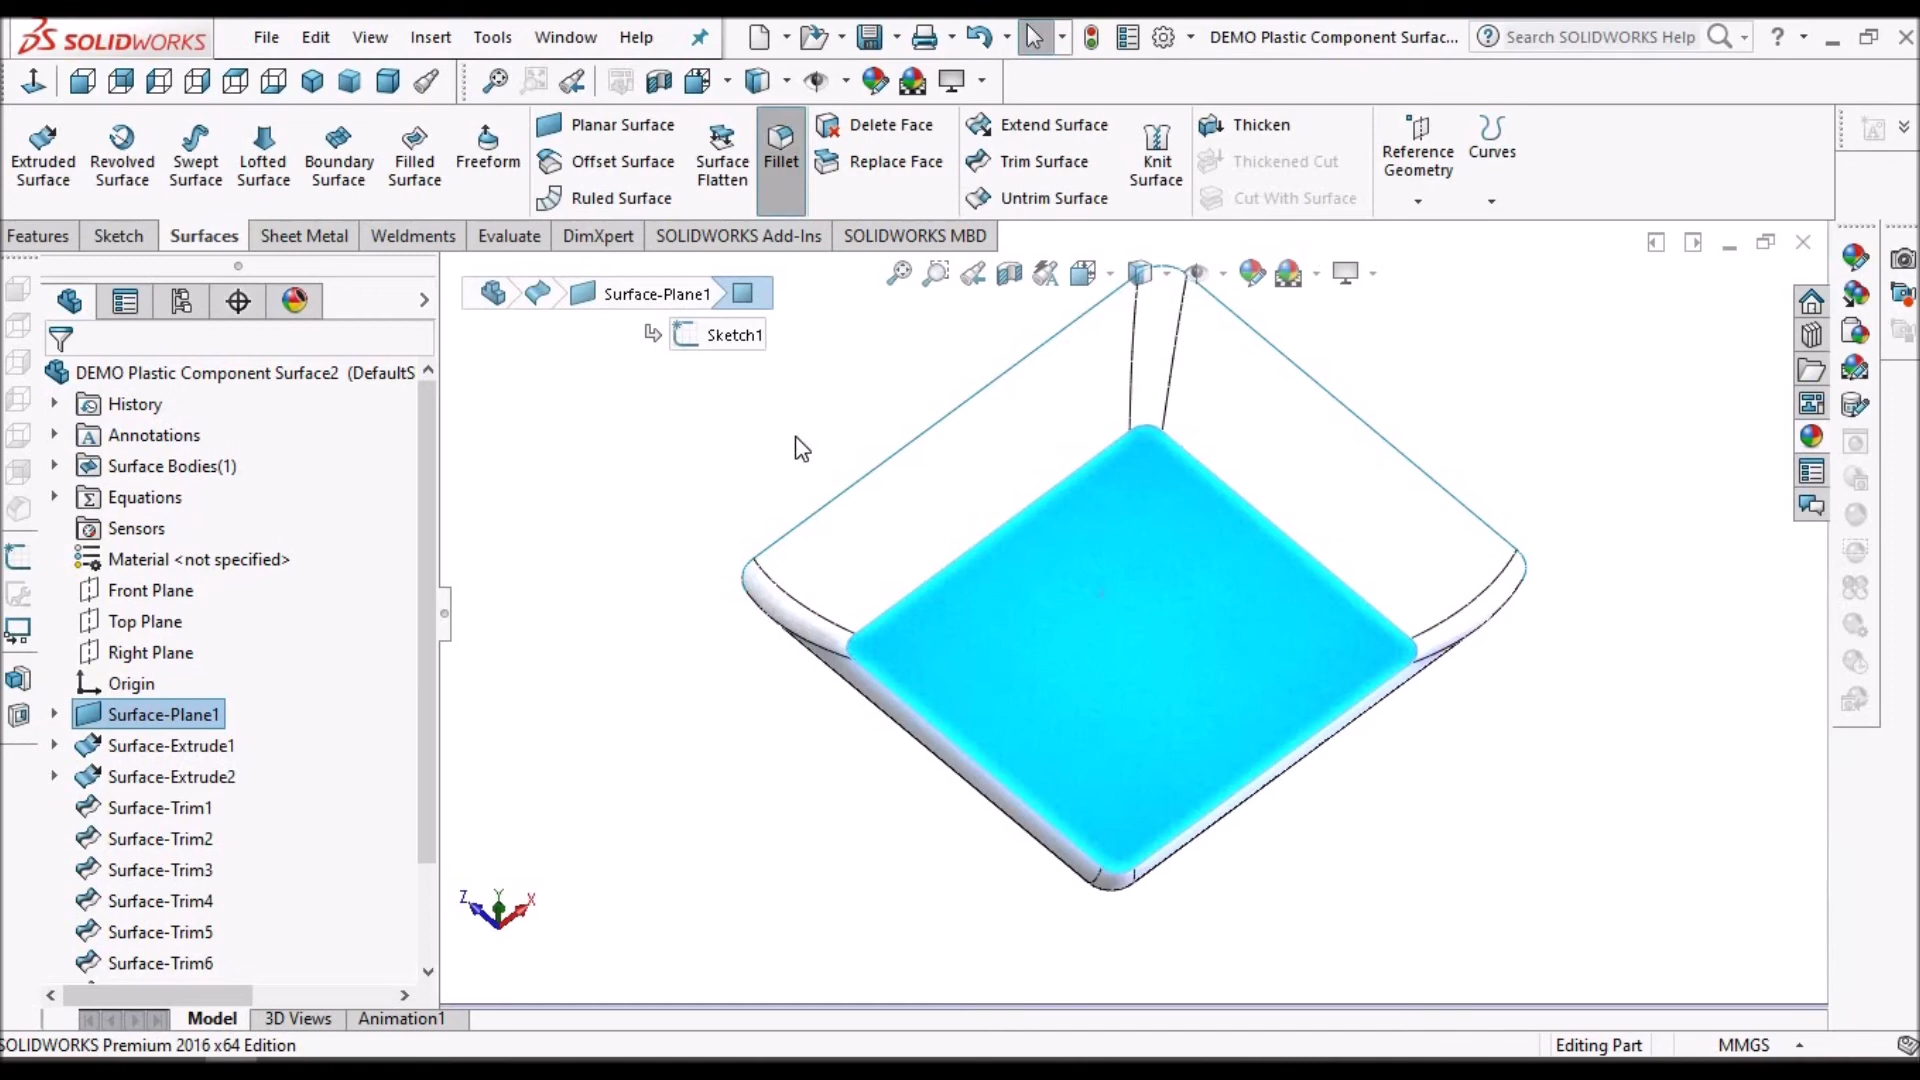 SOLIDWORKS File Edit View Insert Tools Window Help DEMO Plastic Component Surfac... Search SOLIDWORKS Help
Extruded Surface
Revolved Surface
Swept Surface
Lofted Surface
Boundary Surface
Filled Surface
Freeform
Planar Surface
Offset Surface
Ruled Surface
Surface Flatten
Fillet
Delete Face
Replace Face
Extend Surface
Trim Surface
Untrim Surface
Knit Surface
Thicken
Thickened Cut
Cut With Surface
Reference Geometry
Curves
Features Sketch Surfaces Sheet Metal Weldments Evaluate DimXpert SOLIDWORKS Add-Ins SOLIDWORKS MBD
Surface-Plane1
Sketch1
DEMO Plastic Component Surface2 (DefaultS
History
Annotations
Surface Bodies(1)
Equations
Sensors
Material <not specified>
Front Plane
Top Plane
Right Plane
Origin
Surface-Plane1
Surface-Extrude1
Surface-Extrude2
Surface-Trim1
Surface-Trim2
Surface-Trim3
Surface-Trim4
Surface-Trim5
Surface-Trim6
Z Y X
Model 3D Views Animation1
SOLIDWORKS Premium 2016 x64 Edition Editing Part MMGS